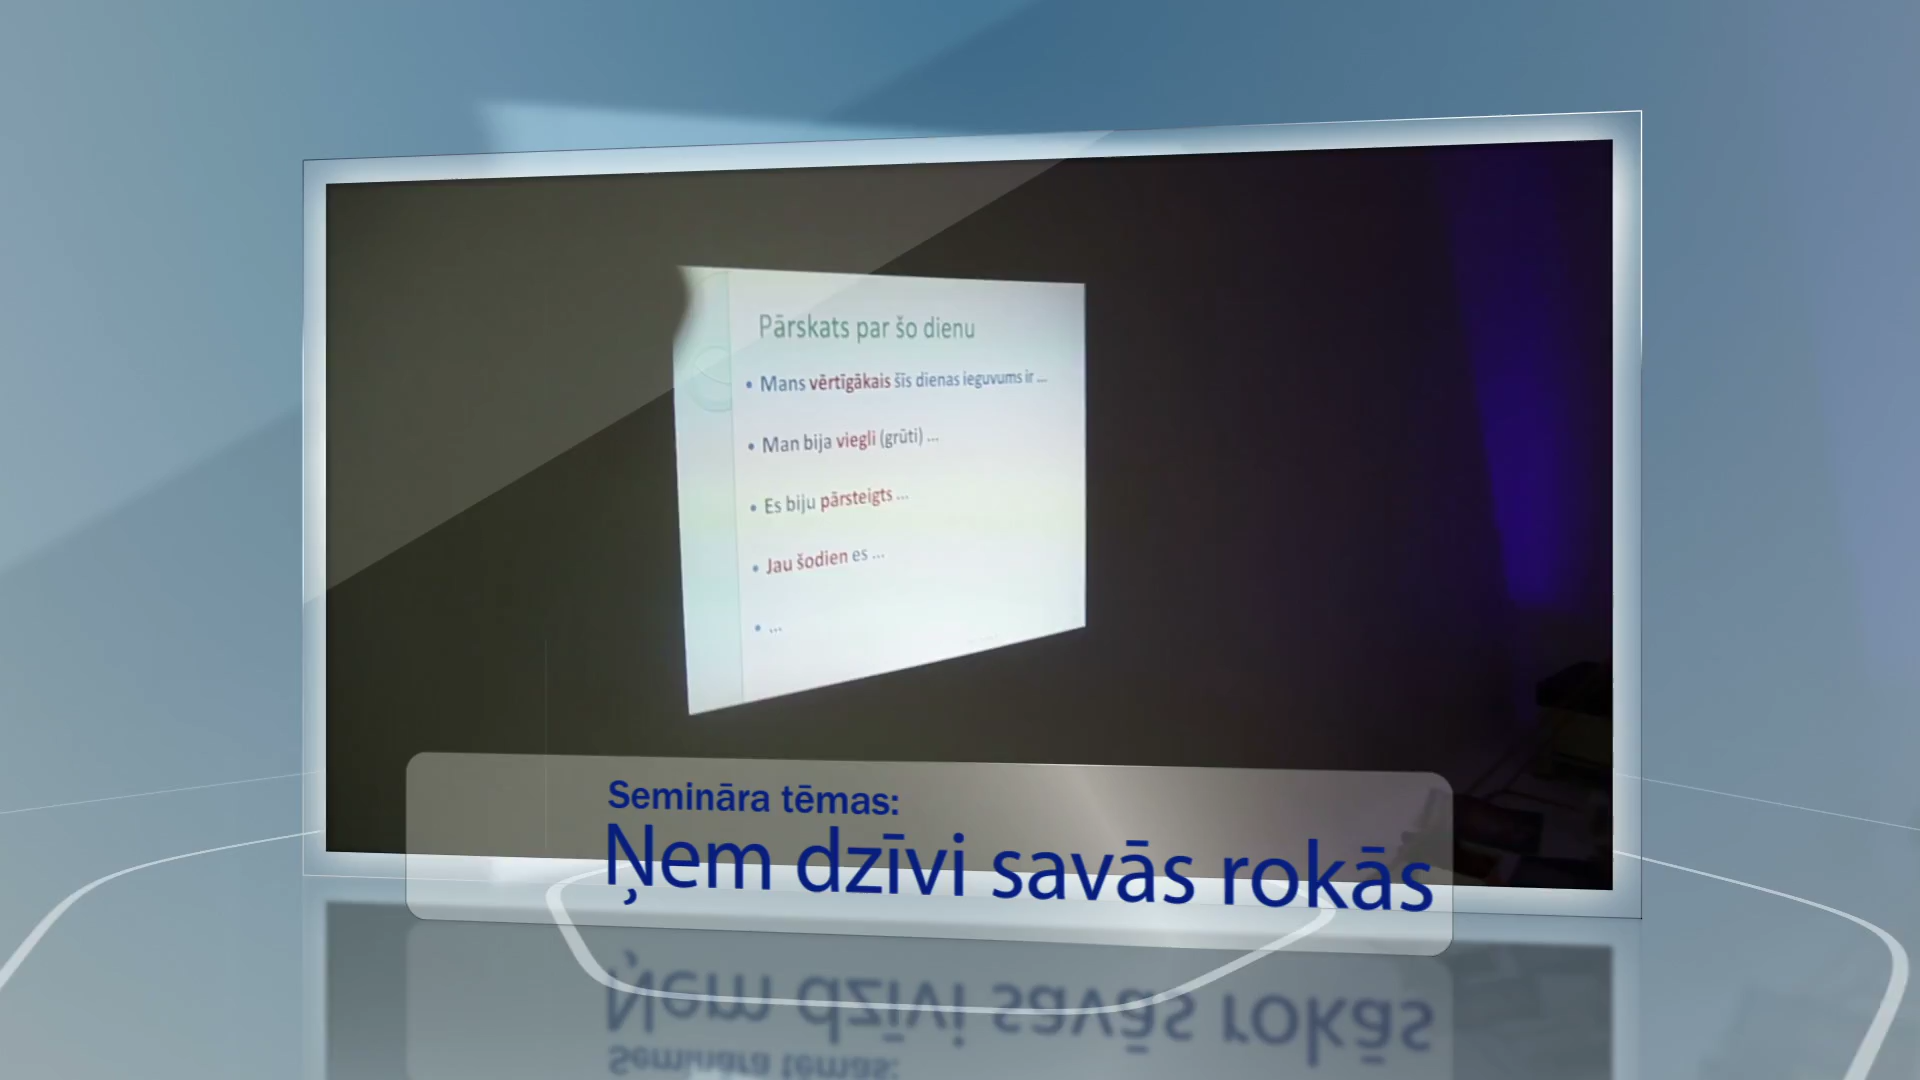 Pārskats par šo dienu
• Mans vērtīgākais šīs dienas ieguvums ir ...
• Man bija viegli (grūti) ...
• Es biju pārsteigts ...
• Jau šodien es ...
• ...
Semināra tēmas:
Ņem dzīvi savās rokās